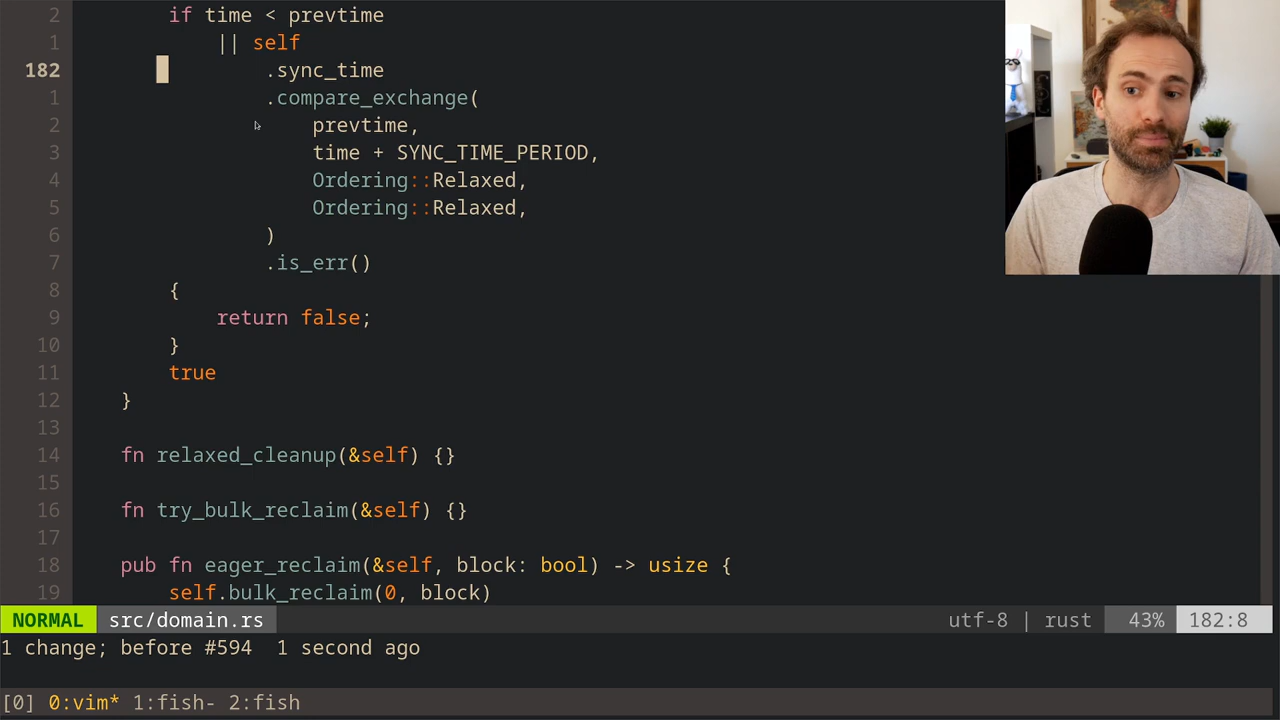 2 if time < prevtime
1 || self
182 .sync_time
1 .compare_exchange(
2 prevtime,
3 time + SYNC_TIME_PERIOD,
4 Ordering::Relaxed,
5 Ordering::Relaxed,
6 )
7 .is_err()
8 {
9 return false;
10 }
11 true
12 }
13
14 fn relaxed_cleanup(&self) {}
15
16 fn try_bulk_reclaim(&self) {}
17
18 pub fn eager_reclaim(&self, block: bool) -> usize {
19 self.bulk_reclaim(0, block)
NORMAL src/domain.rs utf-8 | rust 43% 182:8
1 change; before #594 1 second ago
[0] 0:vim* 1:fish- 2:fish